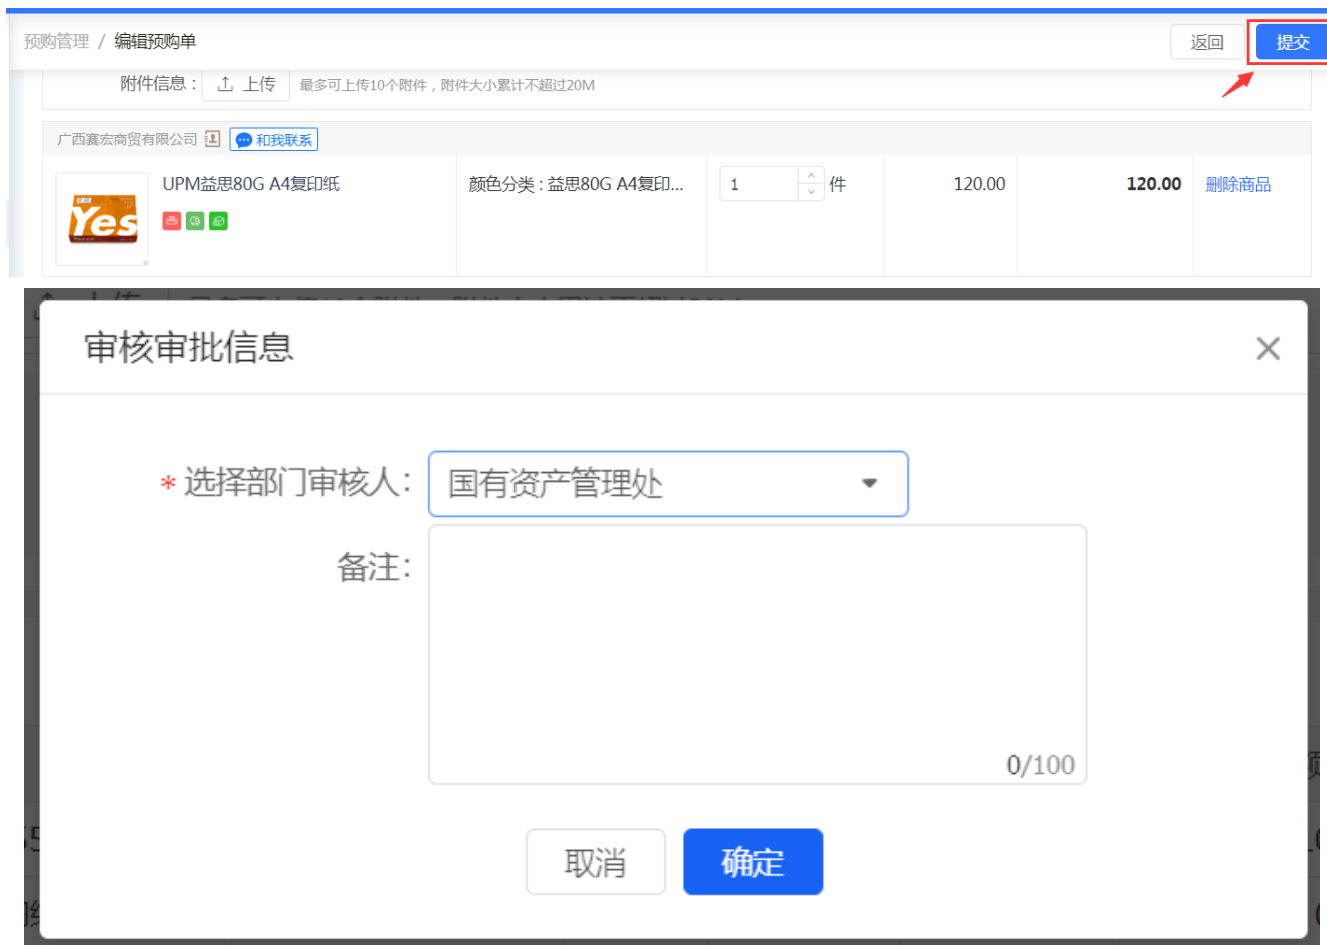 预购管理 / 编辑预购单
返回
提交
附件信息 :
上传
最多可上传10个附件，附件大小累计不超过20M
广西赛宏商贸有限公司
和我联系
Yes
UPM益思80G A4复印纸
颜色分类 : 益思80G A4复印...
1
件
120.00
120.00
删除商品
审核审批信息
* 选择部门审核人:
国有资产管理处
备注:
0/100
取消
确定